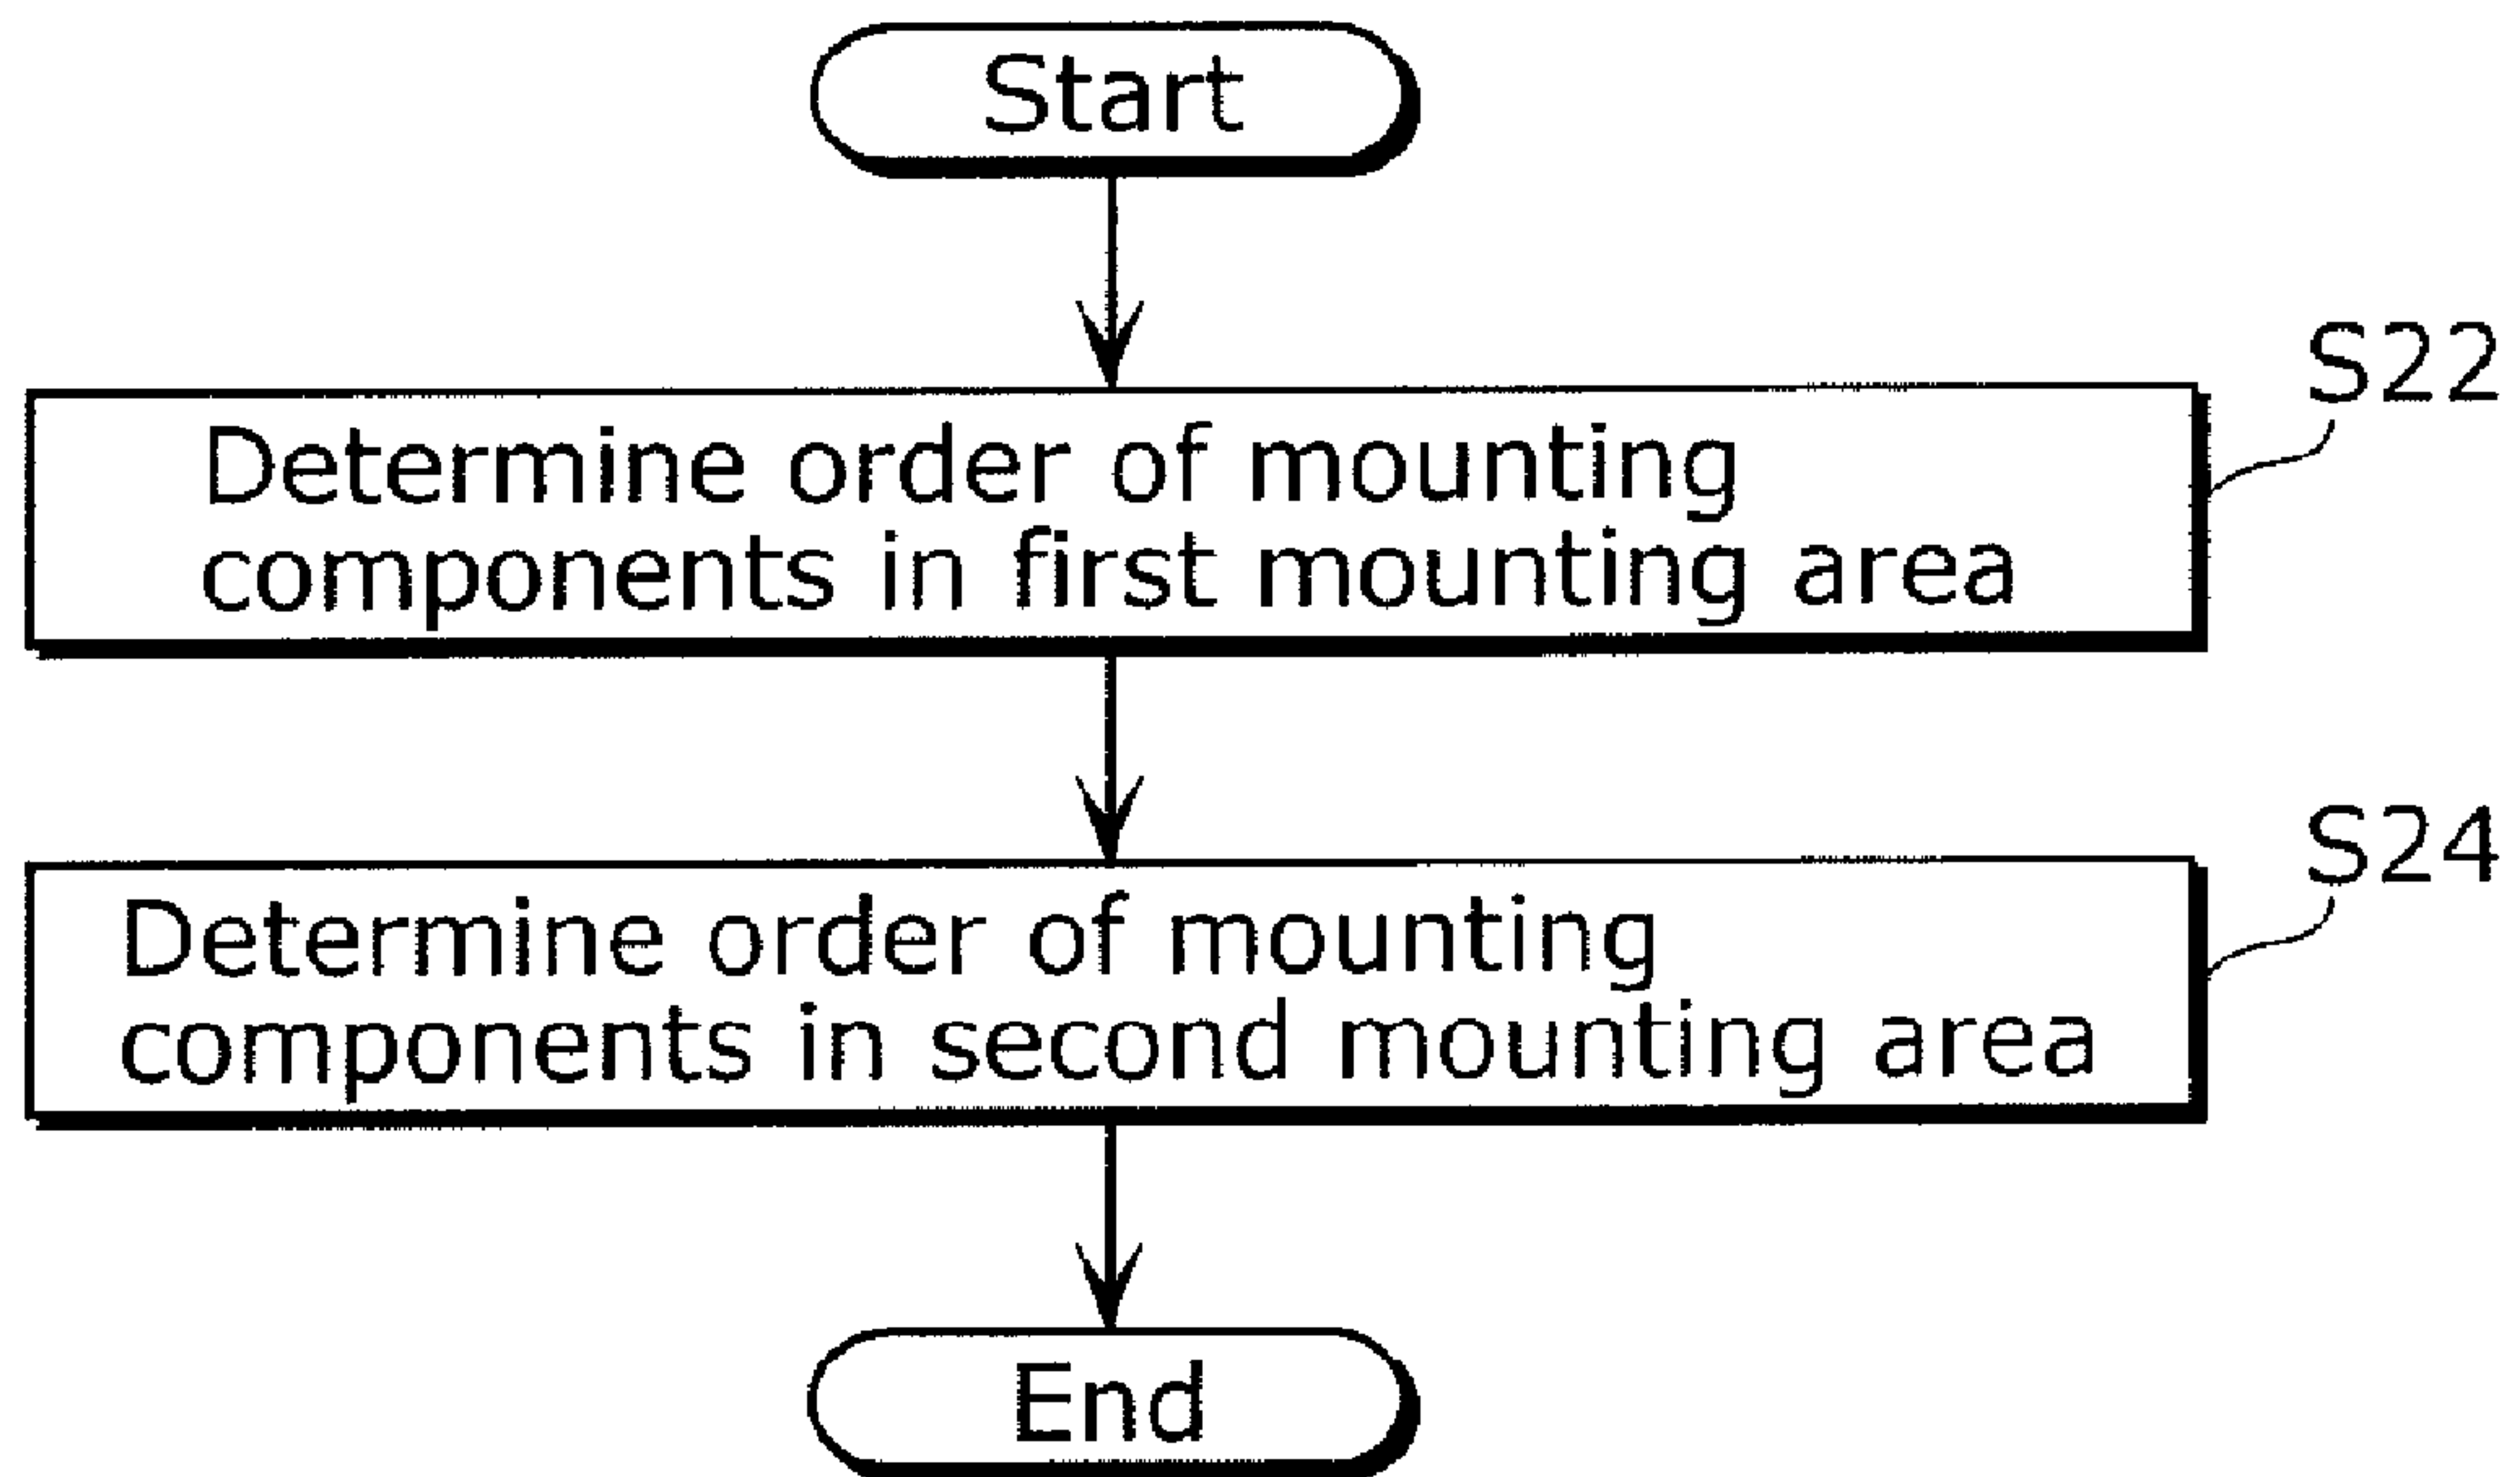 Start
S22
Determine order of mounting
components in first mounting area
S24
Determine order of mounting
components in second mounting area
End